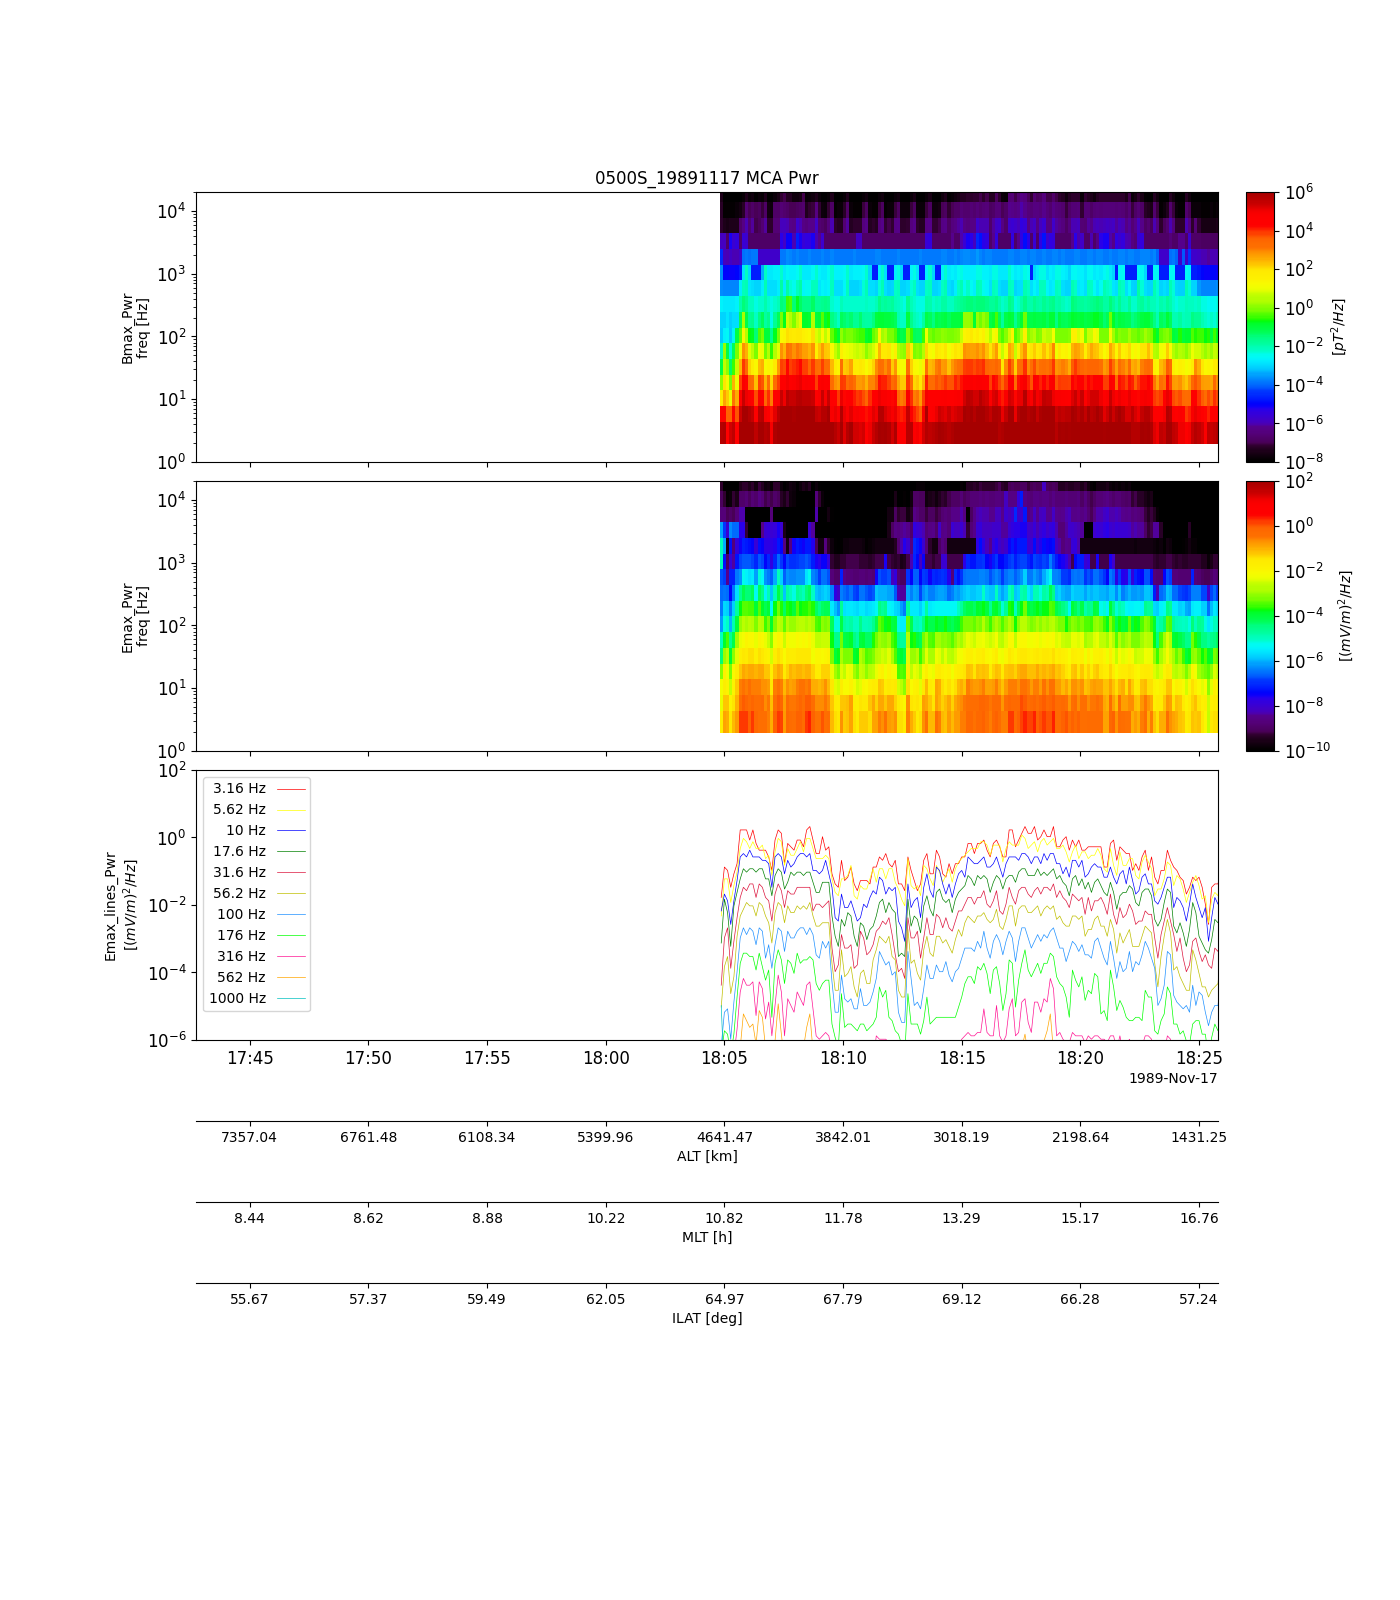 0500S_19891117 MCA Pwr
10^4
10^3
10^2
10^1
10^0
Bmax_Pwr
freq [Hz]
10^6
10^4
10^2
10^0
10^−2
10^−4
10^−6
10^−8
[pT^2/Hz]
10^4
10^3
10^2
10^1
10^0
Emax_Pwr
freq [Hz]
10^2
10^0
10^−2
10^−4
10^−6
10^−8
10^−10
[(mV/m)^2/Hz]
10^2
10^0
10^−2
10^−4
10^−6
Emax_lines_Pwr
[(mV/m)^2/Hz]
3.16 Hz
5.62 Hz
10 Hz
17.6 Hz
31.6 Hz
56.2 Hz
100 Hz
176 Hz
316 Hz
562 Hz
1000 Hz
17:45 17:50 17:55 18:00 18:05 18:10 18:15 18:20 18:25
1989-Nov-17
7357.04 6761.48 6108.34 5399.96 4641.47 3842.01 3018.19 2198.64 1431.25
ALT [km]
8.44 8.62 8.88 10.22 10.82 11.78 13.29 15.17 16.76
MLT [h]
55.67 57.37 59.49 62.05 64.97 67.79 69.12 66.28 57.24
ILAT [deg]